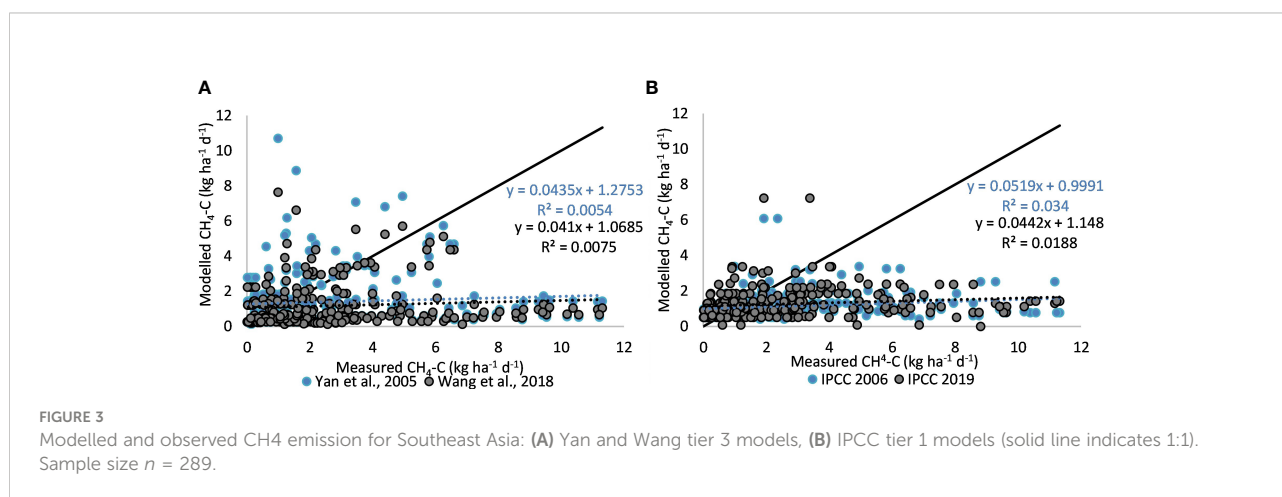 A
12
10
8
6
4
2
0
Modelled CH₄-C (kg ha⁻¹ d⁻¹)
y = 0.0435x + 1.2753
R² = 0.0054
y = 0.041x + 1.0685
R² = 0.0075
0 2 4 6 8 10 12
Measured CH₄-C (kg ha⁻¹ d⁻¹)
Yan et al., 2005 Wang et al., 2018
B
12
10
8
6
4
2
0
Modelled CH₄-C (kg ha⁻¹ d⁻¹)
y = 0.0519x + 0.9991
R² = 0.034
y = 0.0442x + 1.148
R² = 0.0188
0 2 4 6 8 10 12
Measured CH⁴-C (kg ha⁻¹ d⁻¹)
IPCC 2006 IPCC 2019
FIGURE 3
Modelled and observed CH4 emission for Southeast Asia: (A) Yan and Wang tier 3 models, (B) IPCC tier 1 models (solid line indicates 1:1).
Sample size n = 289.